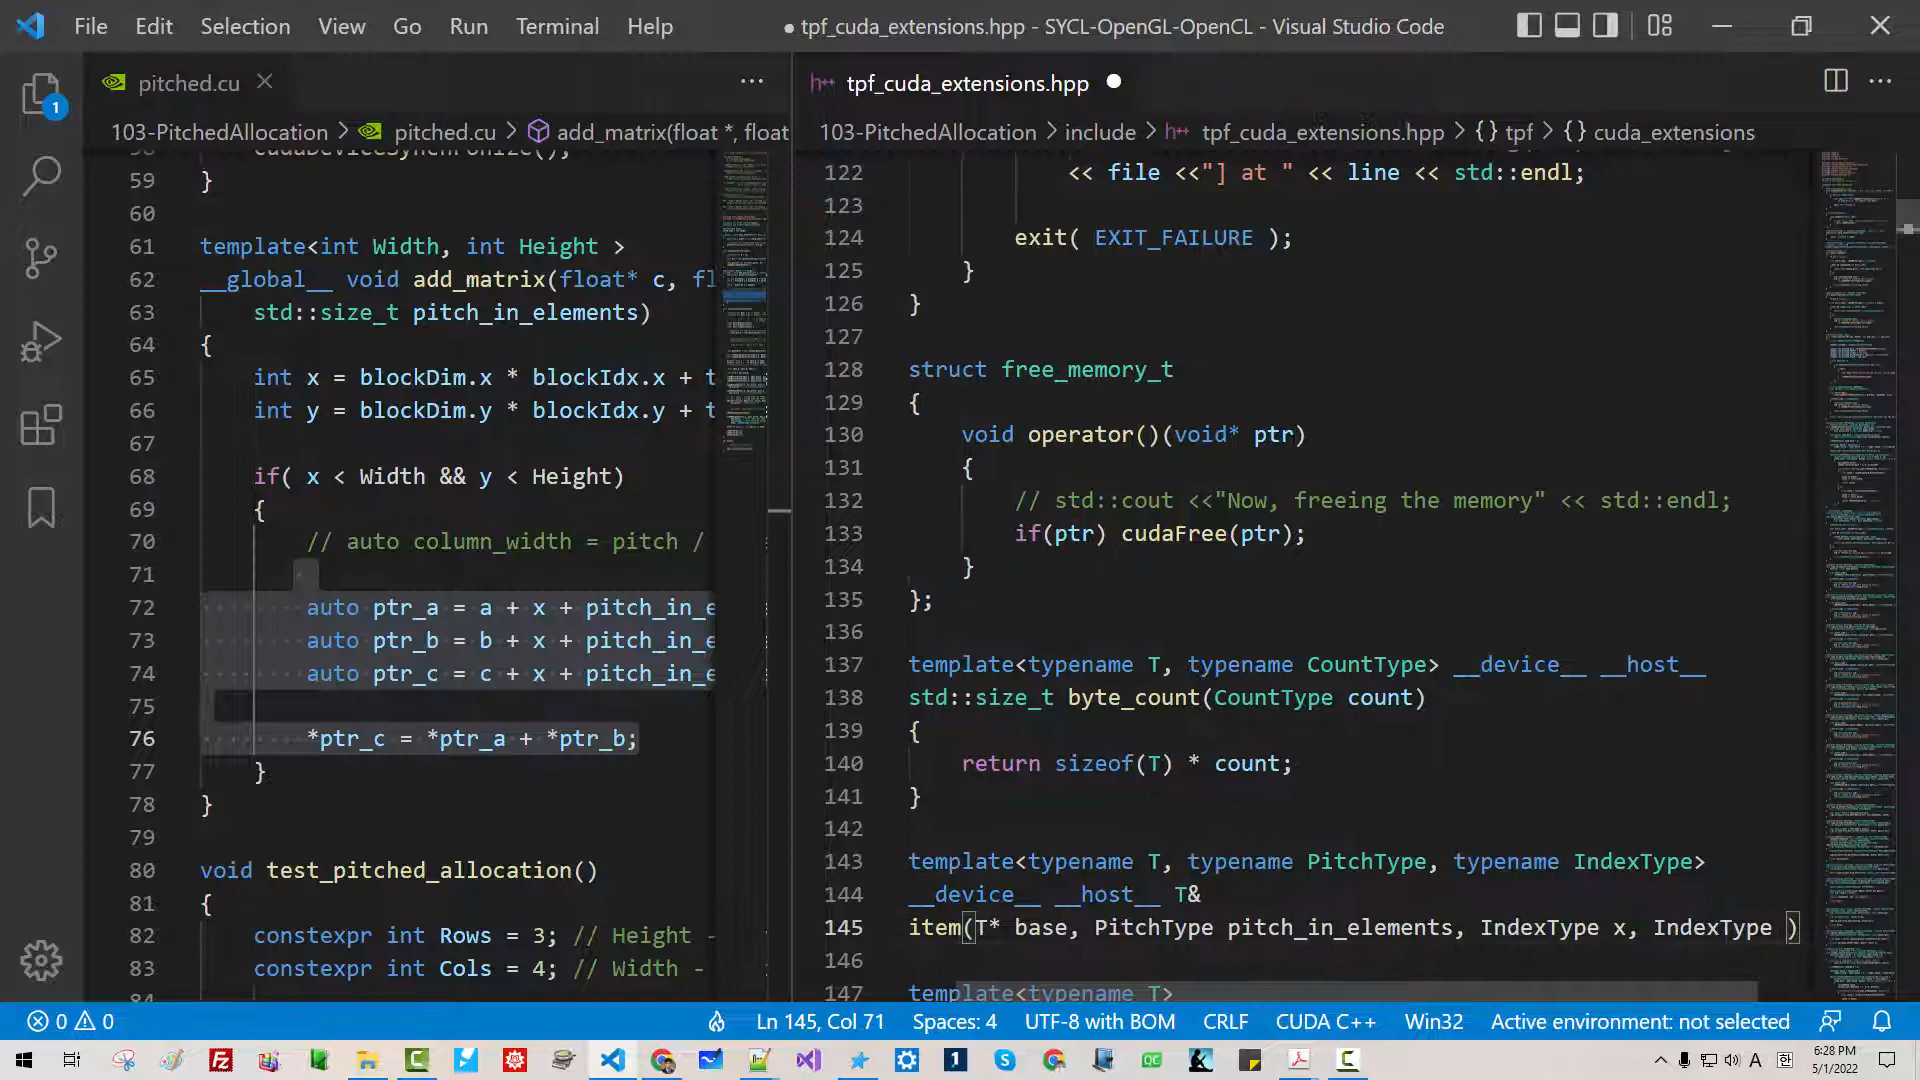 File Edit Selection View Go Run Terminal Help
● tpf_cuda_extensions.hpp - SYCL-OpenGL-OpenCL - Visual Studio Code
pitched.cu
103-PitchedAllocation > pitched.cu > add_matrix(float *, float
59 }
60
61 template<int Width, int Height >
62 __global__ void add_matrix(float* c, fl
63 std::size_t pitch_in_elements)
64 {
65 int x = blockDim.x * blockIdx.x + t
66 int y = blockDim.y * blockIdx.y + t
67
68 if( x < Width && y < Height)
69 {
70 // auto column_width = pitch /
71
72 auto ptr_a = a + x + pitch_in_e
73 auto ptr_b = b + x + pitch_in_e
74 auto ptr_c = c + x + pitch_in_e
75
76 *ptr_c = *ptr_a + *ptr_b;
77 }
78 }
79
80 void test_pitched_allocation()
81 {
82 constexpr int Rows = 3; // Height -
83 constexpr int Cols = 4; // Width -
84
tpf_cuda_extensions.hpp
103-PitchedAllocation > include > tpf_cuda_extensions.hpp > {} tpf > {} cuda_extensions
122 << file <<"] at " << line << std::endl;
123
124 exit( EXIT_FAILURE );
125 }
126 }
127
128 struct free_memory_t
129 {
130 void operator()(void* ptr)
131 {
132 // std::cout <<"Now, freeing the memory" << std::endl;
133 if(ptr) cudaFree(ptr);
134 }
135 };
136
137 template<typename T, typename CountType> __device__ __host__
138 std::size_t byte_count(CountType count)
139 {
140 return sizeof(T) * count;
141 }
142
143 template<typename T, typename PitchType, typename IndexType>
144 __device__ __host__ T&
145 item(T* base, PitchType pitch_in_elements, IndexType x, IndexType )
146
147 template<typename T>
0 0 Ln 145, Col 71 Spaces: 4 UTF-8 with BOM CRLF CUDA C++ Win32 Active environment: not selected
6:28 PM
5/1/2022